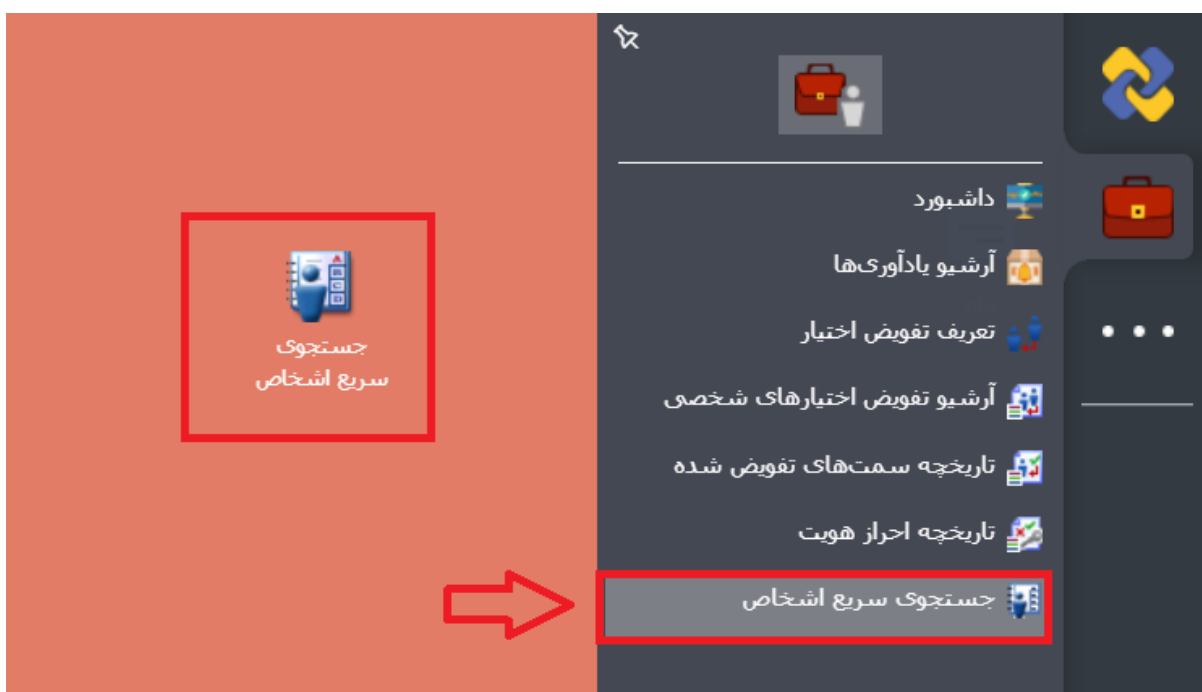 داشبورد
آرشیو یادآوری‌ها
تعریف تفویض اختیار
آرشیو تفویض اختیارهای شخصی
تاریخچه سمت‌های تفویض شده
تاریخچه احراز هویت
جستجوی سریع اشخاص
جستجوی
سریع اشخاص
A
B
C
D